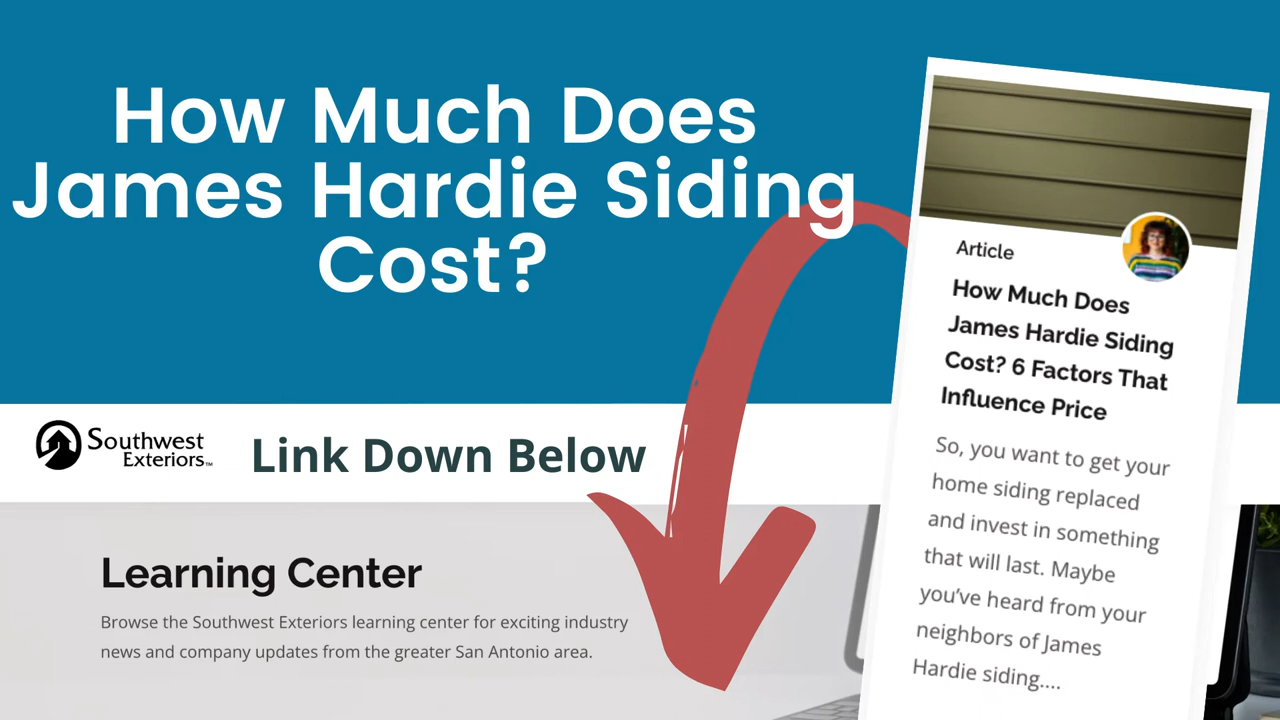 How Much Does
James Hardie Siding
Cost?
Southwest
Exteriors™
Link Down Below
Learning Center
Browse the Southwest Exteriors learning center for exciting industry
news and company updates from the greater San Antonio area.
Article
How Much Does
James Hardie Siding
Cost? 6 Factors That
Influence Price
So, you want to get your
home siding replaced
and invest in something
that will last. Maybe
you’ve heard from your
neighbors of James
Hardie siding....